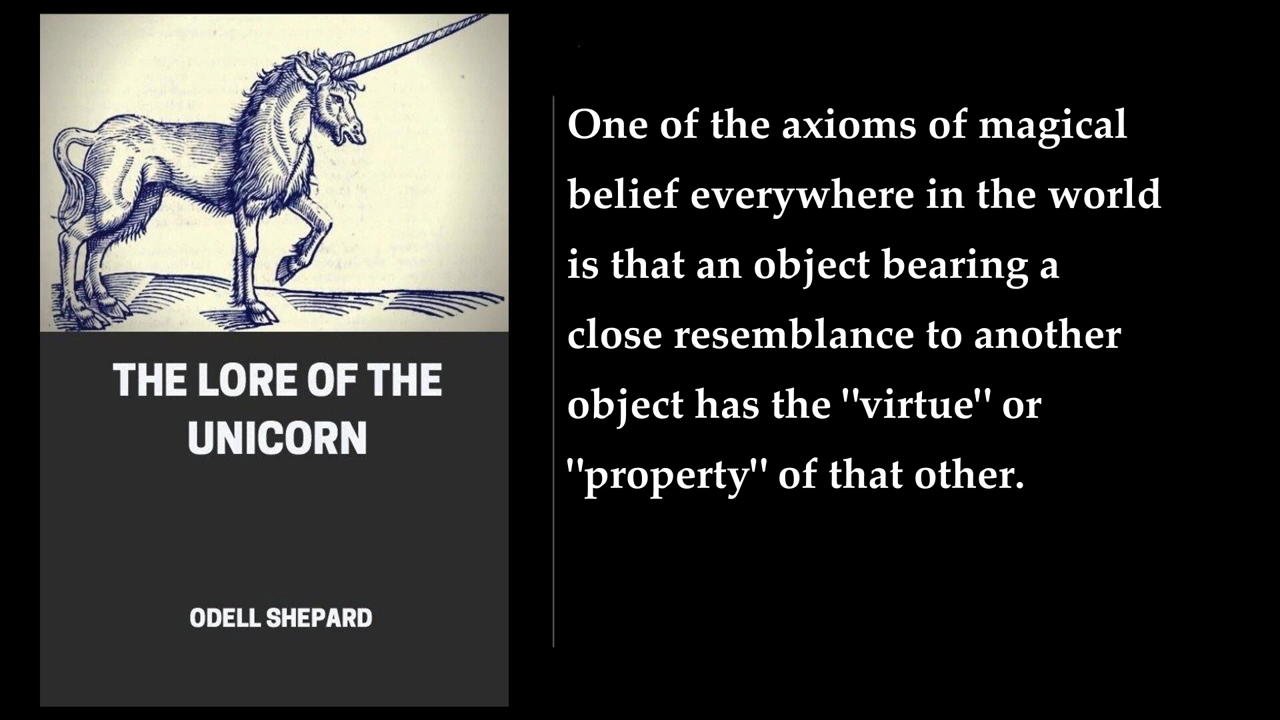 THE LORE OF THE
UNICORN
ODELL SHEPARD
One of the axioms of magical
belief everywhere in the world
is that an object bearing a
close resemblance to another
object has the "virtue" or
"property" of that other.